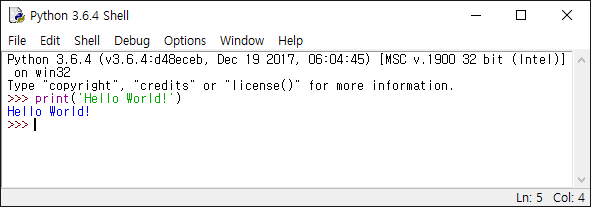 Python 3.6.4 Shell
File Edit Shell Debug Options Window Help
Python 3.6.4 (v3.6.4:d48eceb, Dec 19 2017, 06:04:45) [MSC v.1900 32 bit (Intel)]
 on win32
Type "copyright", "credits" or "license()" for more information.
>>> print('Hello World!')
Hello World!
>>>
Ln: 5 Col: 4